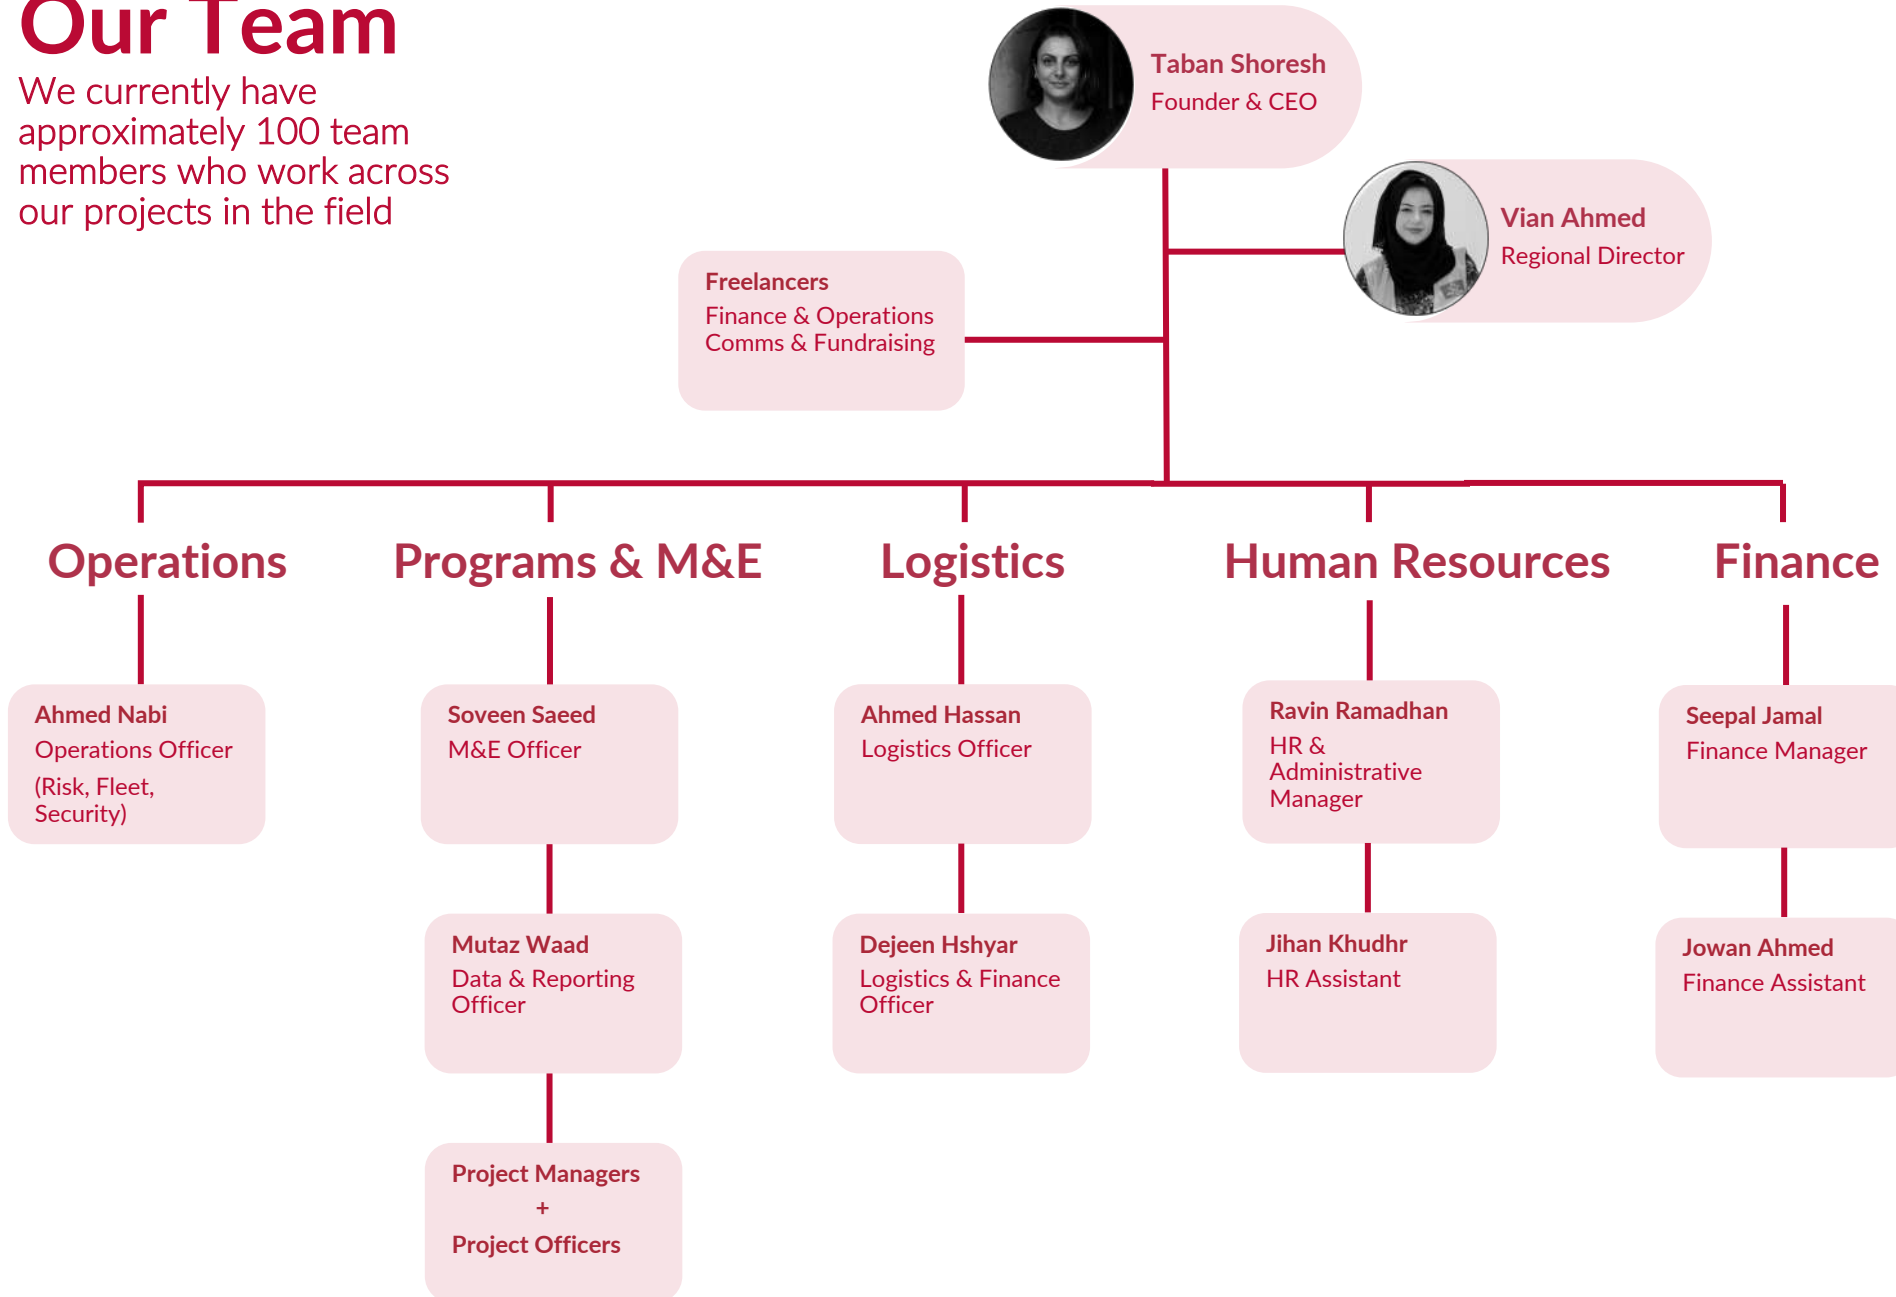 Our Team
We currently have
approximately 100 team
members who work across
our projects in the field
Taban Shoresh
Founder & CEO
Vian Ahmed
Regional Director
Freelancers
Finance & Operations
Comms & Fundraising
Operations
Programs & M&E
Logistics
Human Resources
Finance
Ahmed Nabi
Operations Officer
(Risk, Fleet,
Security)
Soveen Saeed
M&E Officer
Ahmed Hassan
Logistics Officer
Ravin Ramadhan
HR &
Administrative
Manager
Seepal Jamal
Finance Manager
Mutaz Waad
Data & Reporting
Officer
Dejeen Hshyar
Logistics & Finance
Officer
Jihan Khudhr
HR Assistant
Jowan Ahmed
Finance Assistant
Project Managers
+
Project Officers